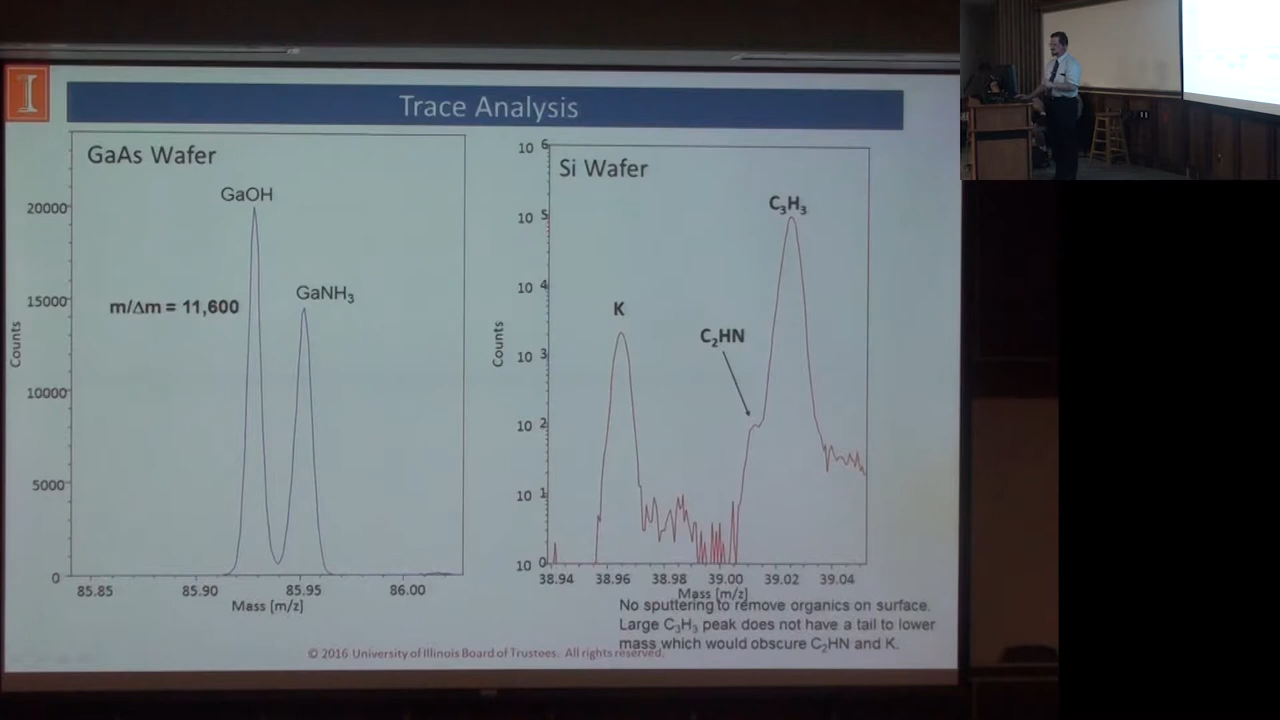 I
Trace Analysis
GaAs Wafer
GaOH
GaNH₃
m/Δm = 11,600
20000
15000
10000
5000
0
Counts
85.85 85.90 85.95 86.00
Mass [m/z]
Si Wafer
C₃H₃
K
C₂HN
10 6
10 5
10 4
10 3
10 2
10 1
10 0
Counts
38.94 38.96 38.98 39.00 39.02 39.04
Mass [m/z]
No sputtering to remove organics on surface.
Large C₃H₃ peak does not have a tail to lower
mass which would obscure C₂HN and K.
© 2016 University of Illinois Board of Trustees. All rights reserved.